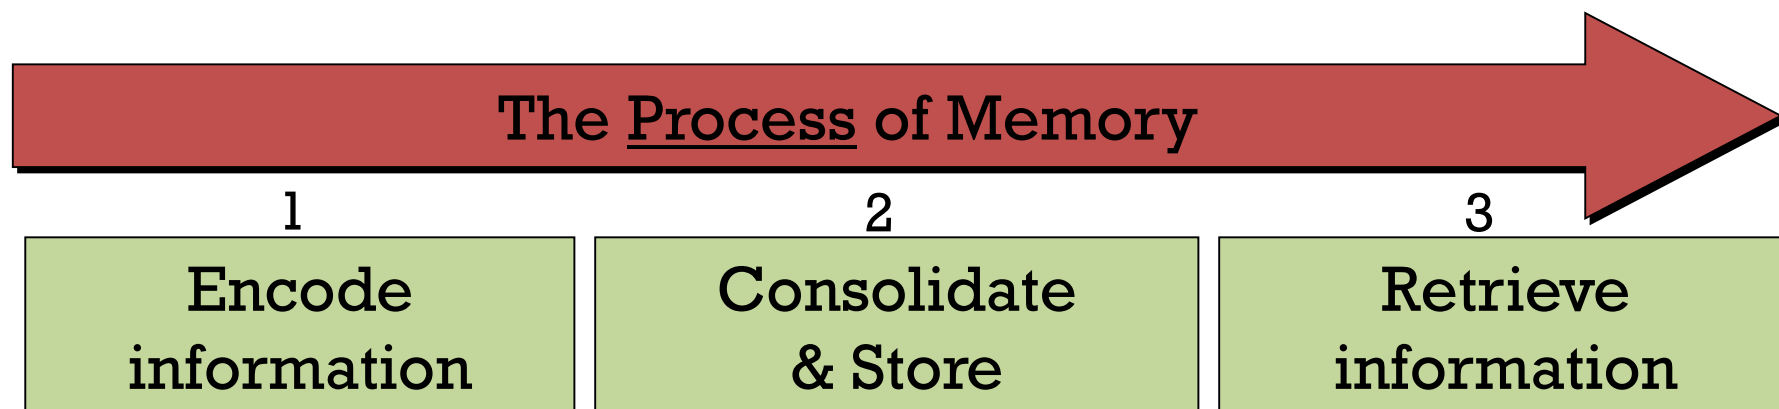 The Process of Memory
1
2
3
Encode
information
Consolidate
& Store
Retrieve
information